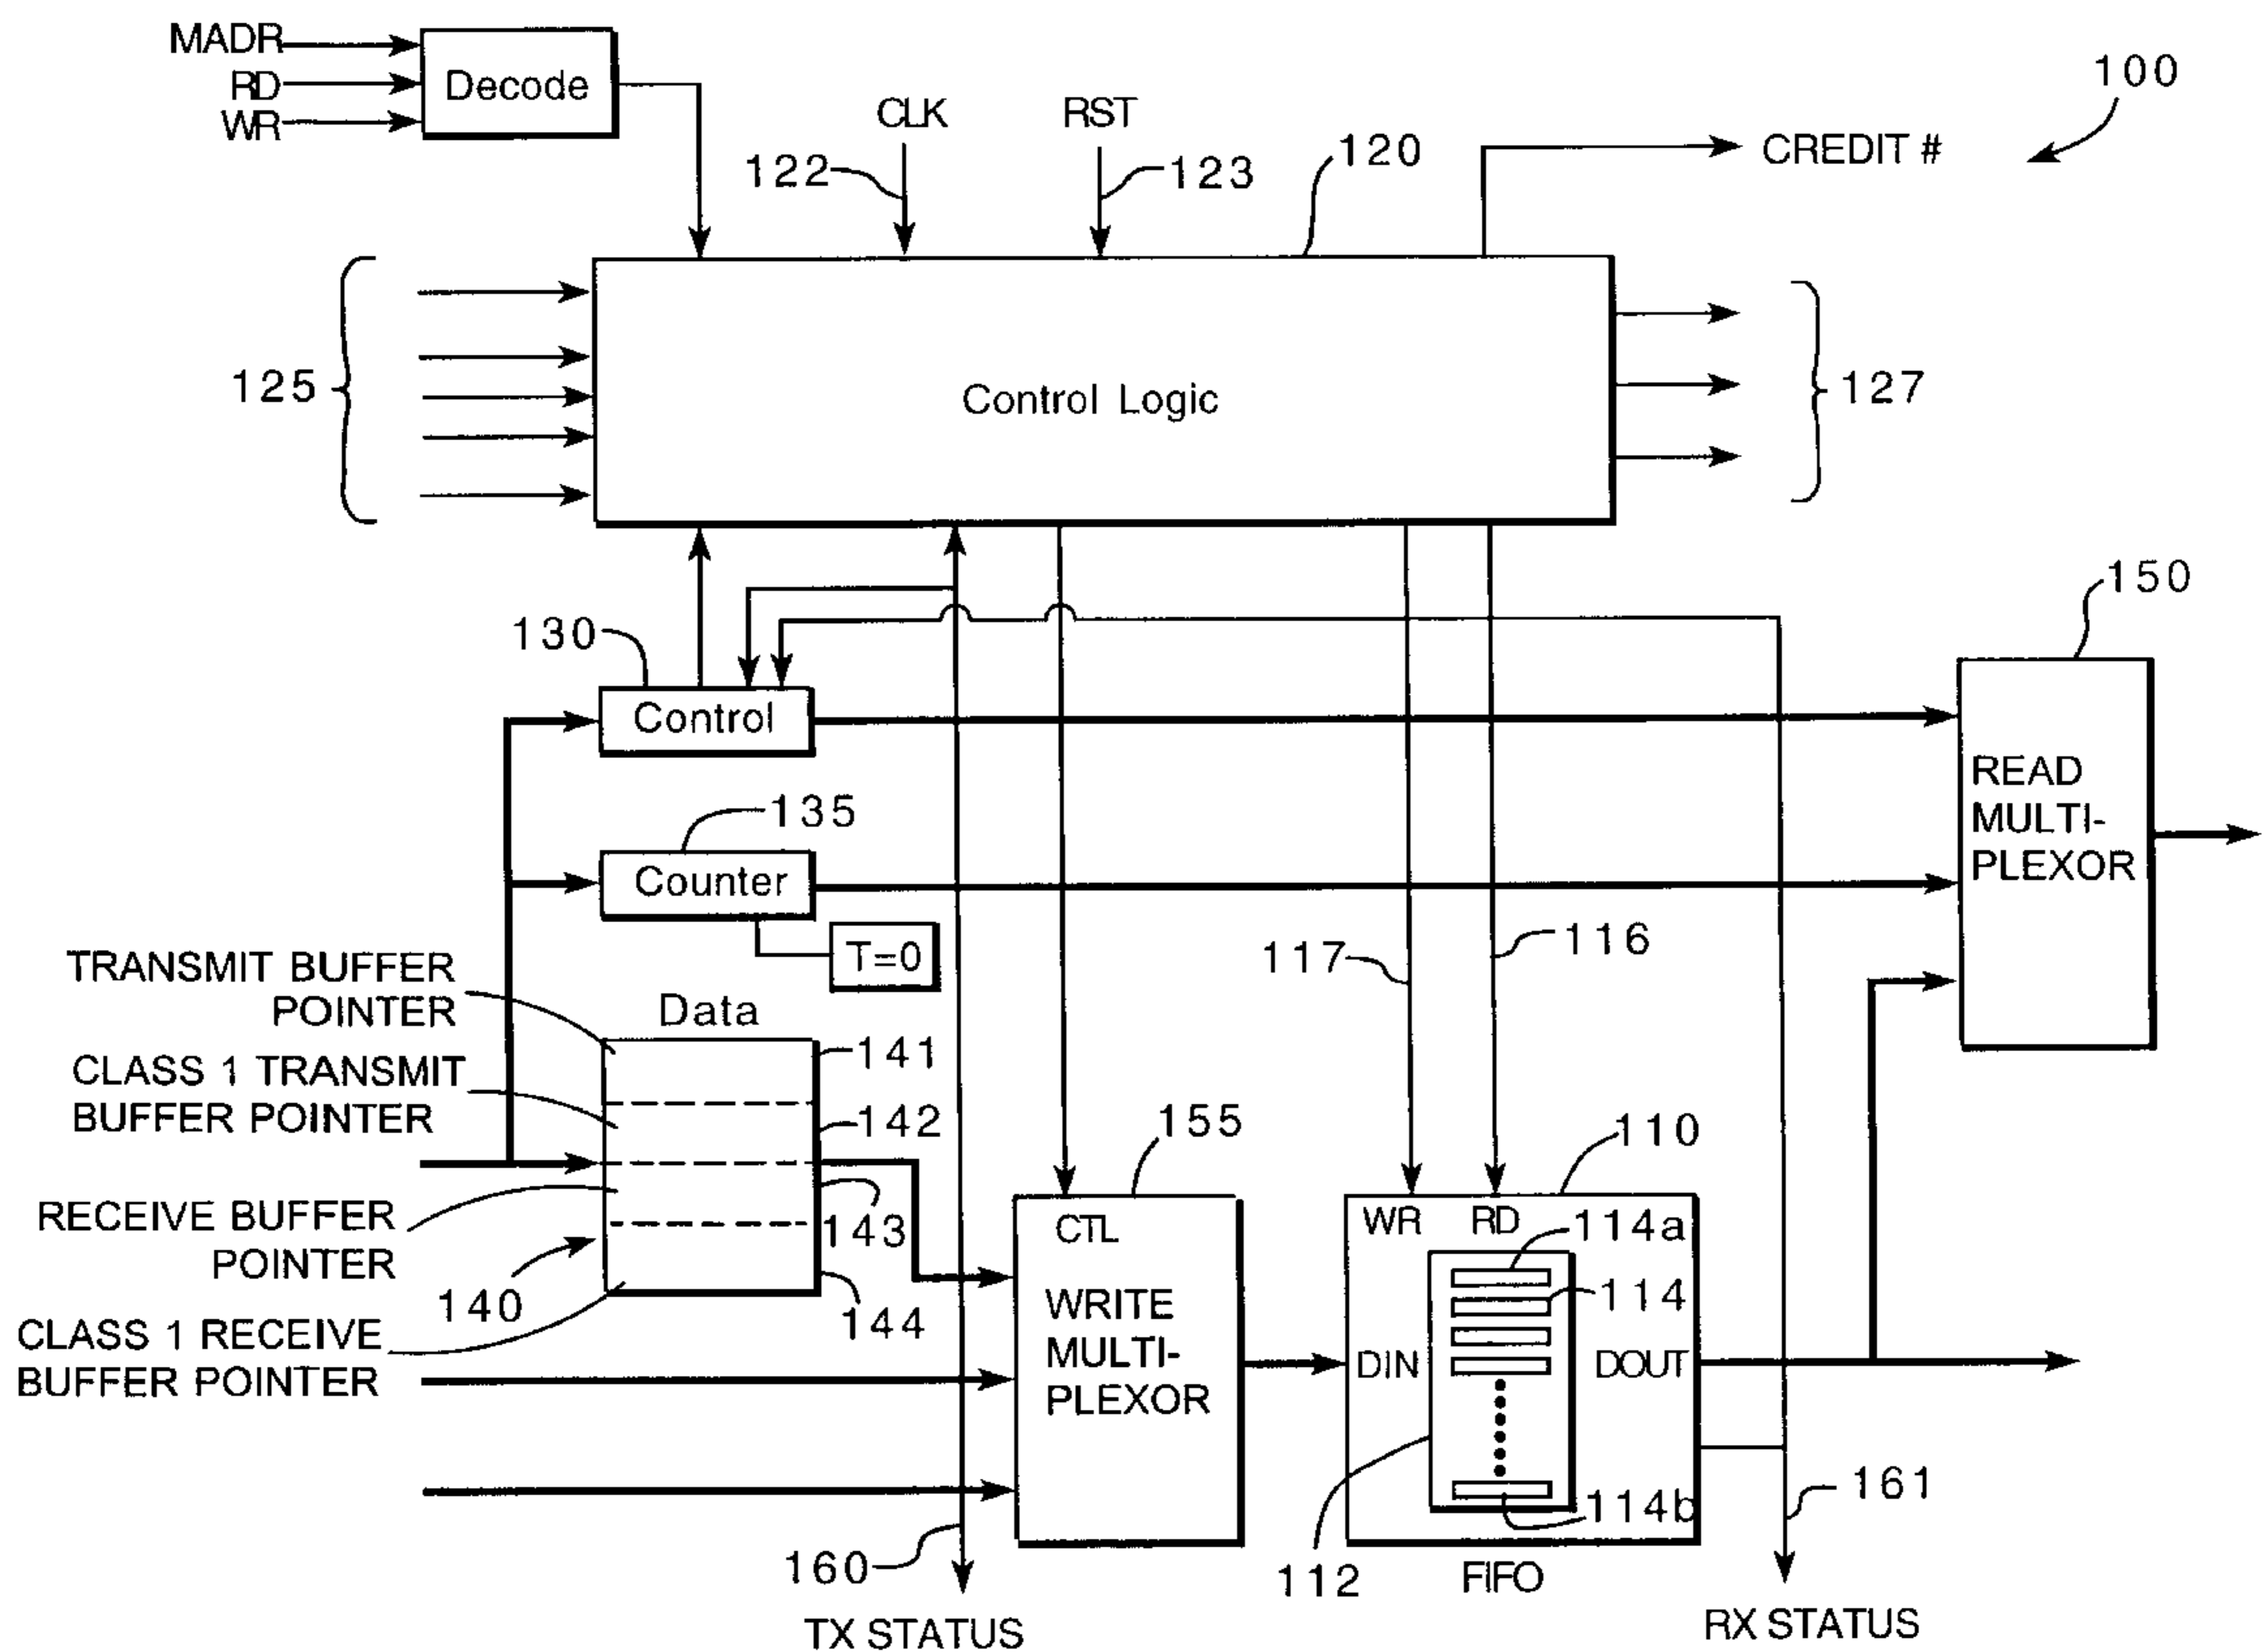 MADR
RD
WR
Decode
CLK
RST
100
122
123
120
CREDIT #
125
Control Logic
127
150
130
Control
READ
MULTI-
PLEXOR
135
Counter
T=0
117
116
TRANSMIT BUFFER
POINTER
Data
141
CLASS 1 TRANSMIT
BUFFER POINTER
142
155
110
RECEIVE BUFFER
POINTER
143
140
144
CTL
WRITE
MULTI-
PLEXOR
WR
RD
114a
114
DIN
DOUT
CLASS 1 RECEIVE
BUFFER POINTER
114b
161
160
112
FIFO
TX STATUS
RX STATUS